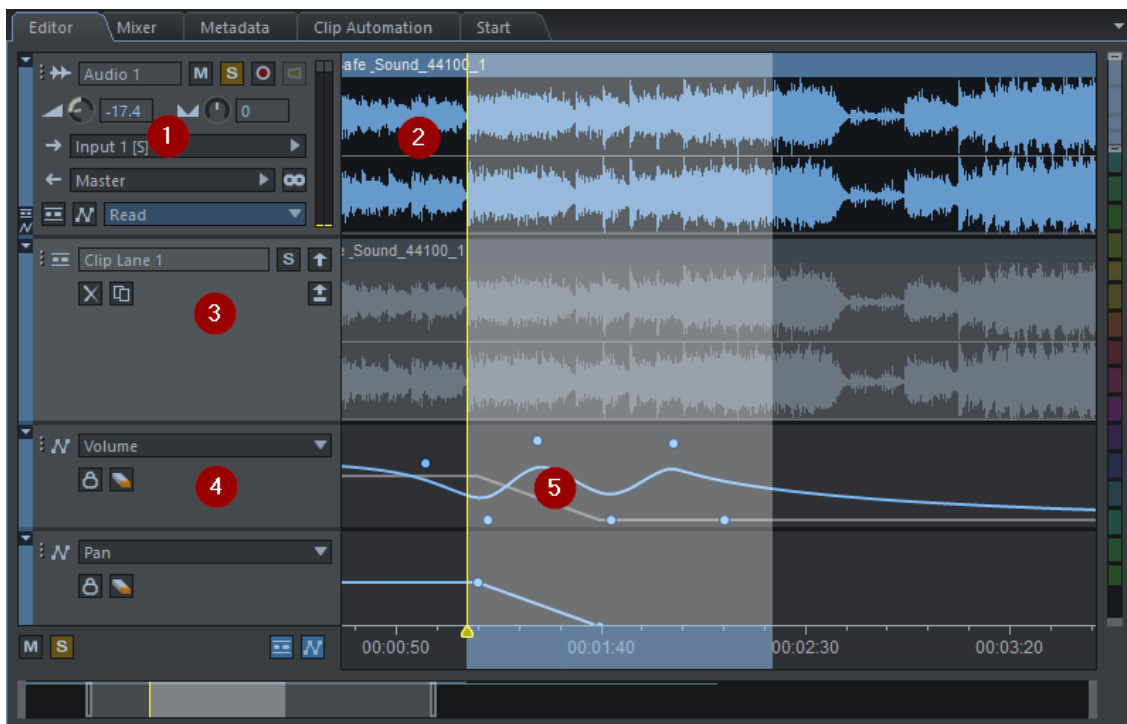 Editor Mixer Metadata Clip Automation Start
Audio 1 M S
afe_Sound_44100_1
-17.4 0
1
2
Input 1 [S]
Master
Read
Clip Lane 1 S
_Sound_44100_1
3
Volume
4
5
Pan
M S
00:00:50 00:01:40 00:02:30 00:03:20